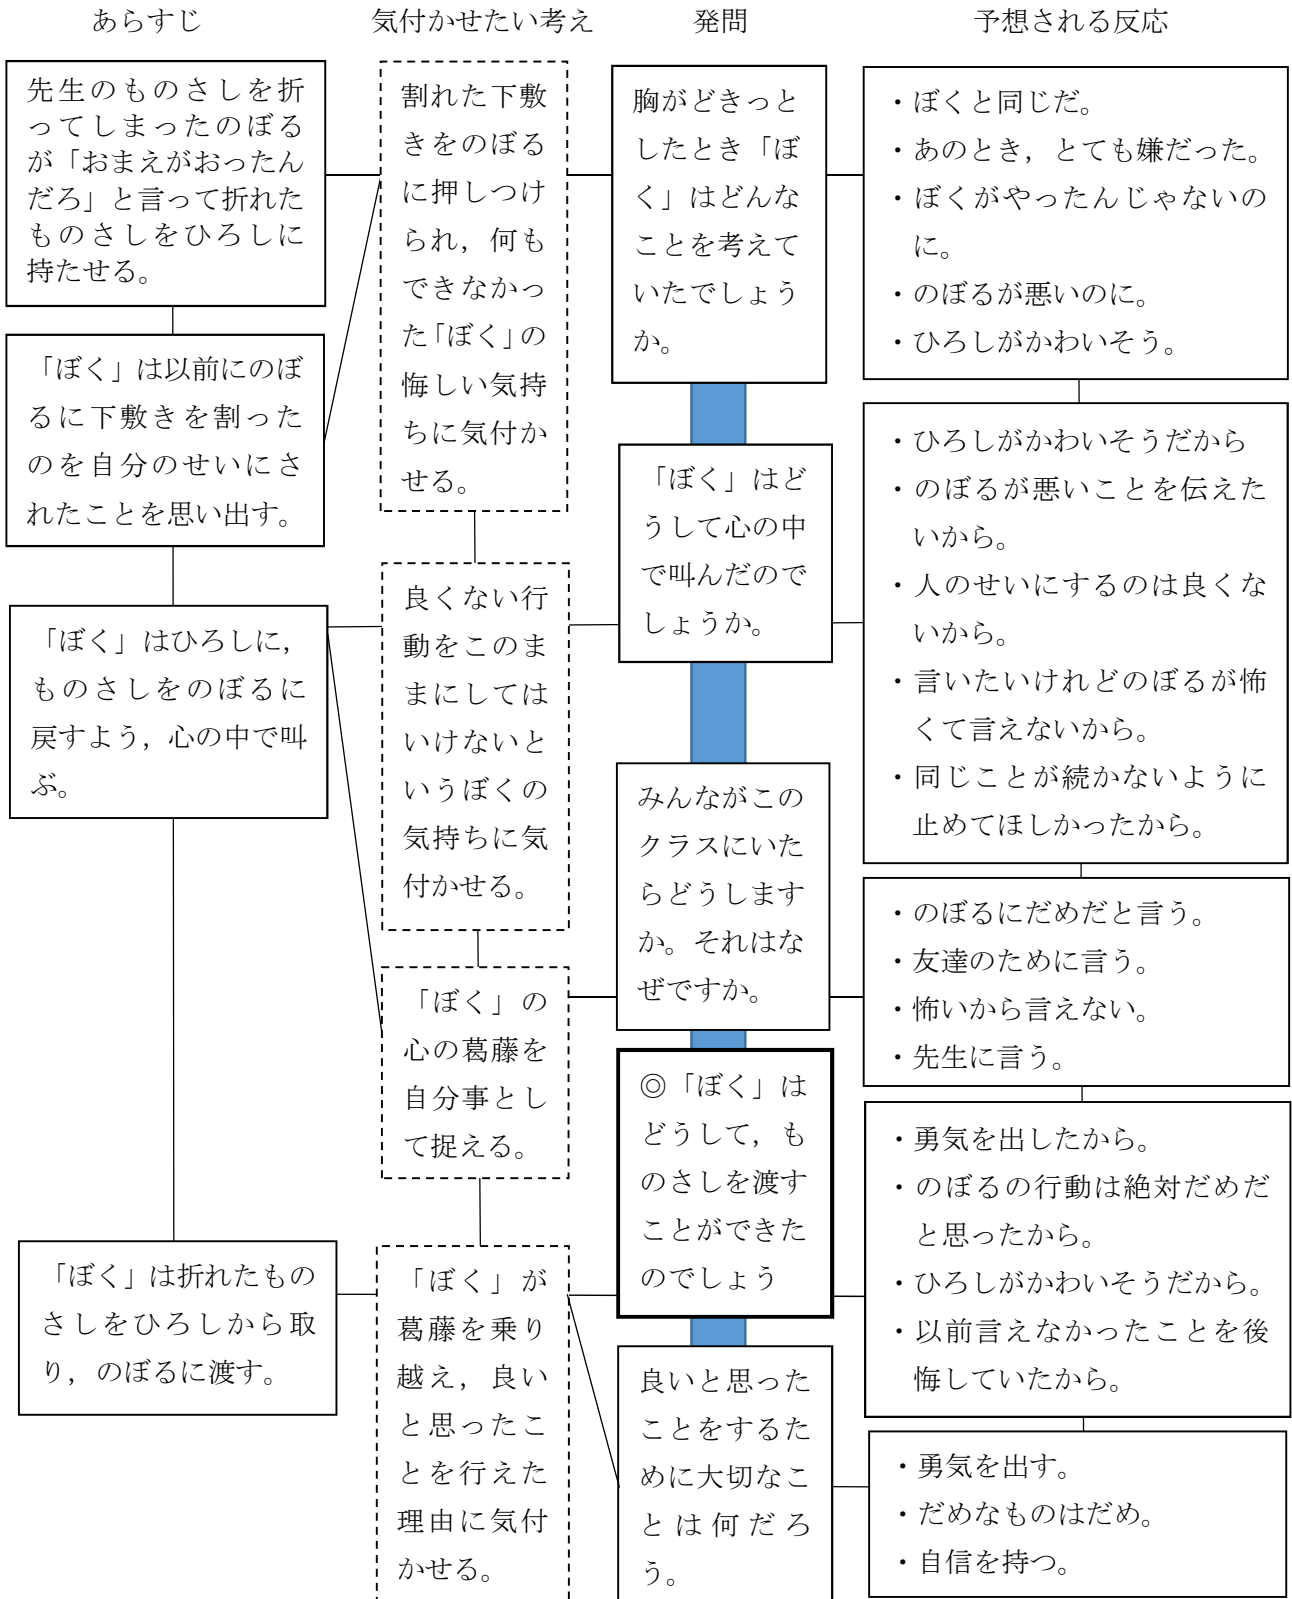 あらすじ
気付かせたい考え
発問
予想される反応
先生のものさしを折
ってしまったのぼる
が「おまえがおったん
だろ」と言って折れた
ものさしをひろしに
持たせる。
「ぼく」は以前にのぼ
るに下敷きを割った
のを自分のせいにさ
れたことを思い出す。
「ぼく」はひろしに，
ものさしをのぼるに
戻すよう，心の中で叫
ぶ。
「ぼく」は折れたもの
さしをひろしから取
り，のぼるに渡す。
割れた下敷
きをのぼる
に押しつけ
られ，何も
できなかっ
た「ぼく」の
悔しい気持
ちに気付か
せる。
良くない行
動をこのま
まにしては
いけないと
いうぼくの
気持ちに気
付かせる。
「ぼく」の
心の葛藤を
自分事とし
て捉える。
「ぼく」が
葛藤を乗り
越え，良い
と思ったこ
とを行えた
理由に気付
かせる。
胸がどきっと
したとき「ぼ
く」はどんな
ことを考えて
いたでしょう
か。
「ぼく」はど
うして心の中
で叫んだので
しょうか。
みんながこの
クラスにいた
らどうします
か。それはな
ぜですか。
◎「ぼく」は
どうして，も
のさしを渡す
ことができた
のでしょう
良いと思った
ことをするた
めに大切なこ
とは何だろ
う。
・ぼくと同じだ。
・あのとき，とても嫌だった。
・ぼくがやったんじゃないの
に。
・のぼるが悪いのに。
・ひろしがかわいそう。
・ひろしがかわいそうだから
・のぼるが悪いことを伝えた
いから。
・人のせいにするのは良くな
いから。
・言いたいけれどのぼるが怖
くて言えないから。
・同じことが続かないように
止めてほしかったから。
・のぼるにだめだと言う。
・友達のために言う。
・怖いから言えない。
・先生に言う。
・勇気を出したから。
・のぼるの行動は絶対だめだ
と思ったから。
・ひろしがかわいそうだから。
・以前言えなかったことを後
悔していたから。
・勇気を出す。
・だめなものはだめ。
・自信を持つ。